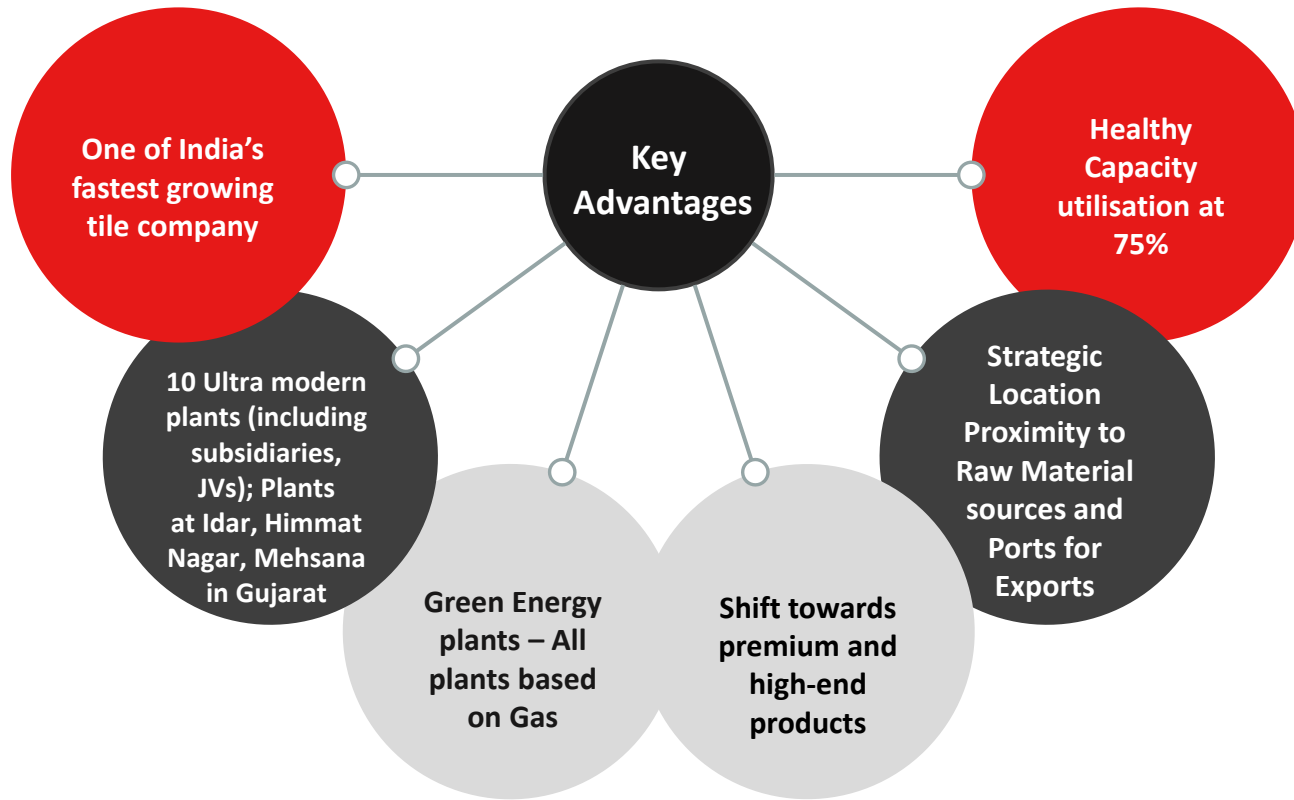 Key
Advantages
One of India’s
fastest growing
tile company
10 Ultra modern
plants (including
subsidiaries,
JVs); Plants
at Idar, Himmat
Nagar, Mehsana
in Gujarat
Green Energy
plants – All
plants based
on Gas
Shift towards
premium and
high-end
products
Strategic
Location
Proximity to
Raw Material
sources and
Ports for
Exports
Healthy
Capacity
utilisation at
75%